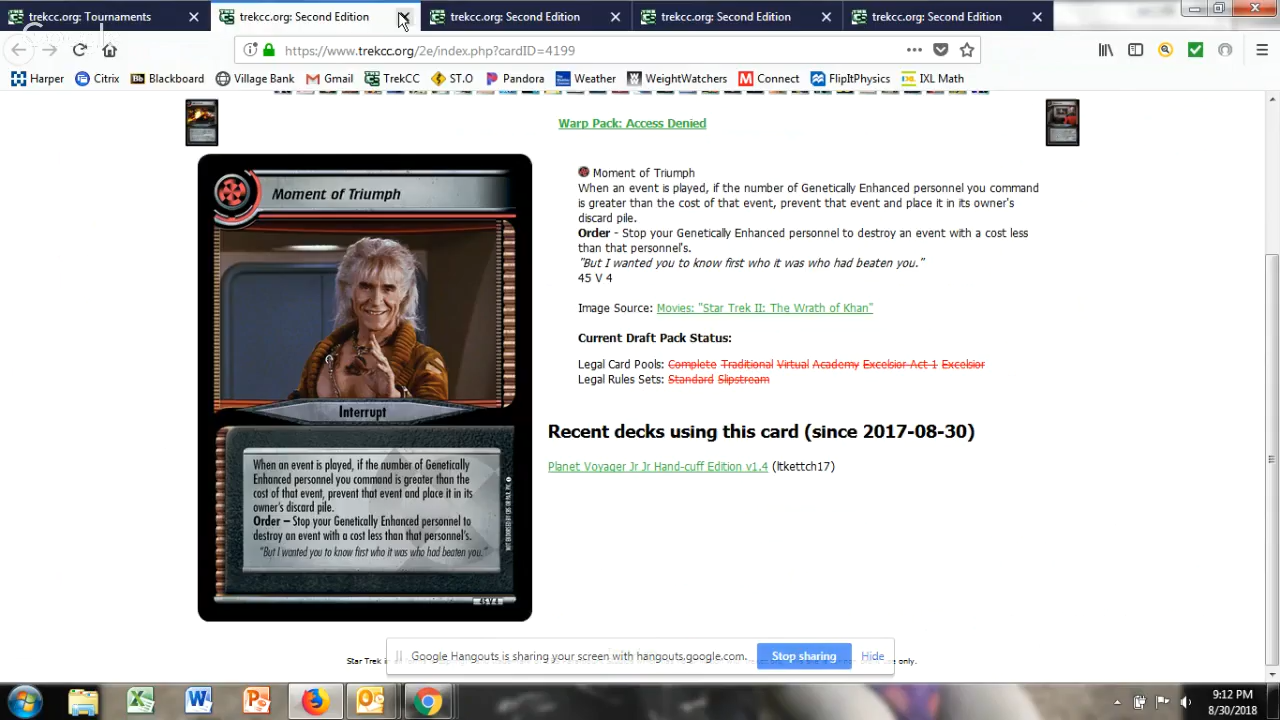 trekcc.org: Tournaments
trekcc.org: Second Edition
trekcc.org: Second Edition
trekcc.org: Second Edition
trekcc.org: Second Edition
https://www.trekcc.org/2e/index.php?cardID=4199
Harper Citrix Blackboard Village Bank Gmail TrekCC ST.O Pandora Weather WeightWatchers Connect FlipItPhysics IXL Math
Warp Pack: Access Denied
Moment of Triumph
When an event is played, if the number of Genetically Enhanced personnel you command
is greater than the cost of that event, prevent that event and place it in its owner's
discard pile.
Order - Stop your Genetically Enhanced personnel to destroy an event with a cost less
than that personnel's.
"But I wanted you to know first who it was who had beaten you."
45 V 4
Image Source: Movies: "Star Trek II: The Wrath of Khan"
Current Draft Pack Status:
Legal Card Pools: Complete Traditional Virtual Academy Excelsior Act 1 Excelsior
Legal Rules Sets: Standard Slipstream
Recent decks using this card (since 2017-08-30)
Planet Voyager Jr Jr Hand-cuff Edition v1.4 (ltkettch17)
Moment of Triumph
Interrupt
When an event is played, if the number of Genetically
Enhanced personnel you command is greater than the
cost of that event, prevent that event and place it in its
owner's discard pile.
Order – Stop your Genetically Enhanced personnel to
destroy an event with a cost less than that personnel's.
"But I wanted you to know first who it was who had beaten you."
45 V 4
Star Trek
only.
Google Hangouts is sharing your screen with hangouts.google.com.
Stop sharing
Hide
9:12 PM
8/30/2018